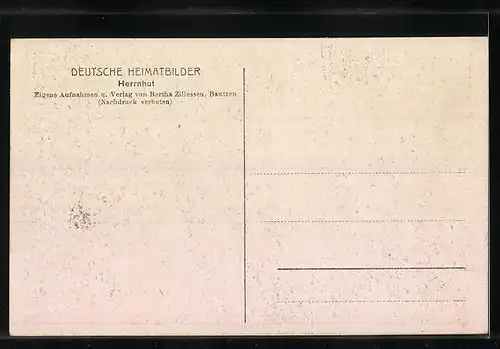 DEUTSCHE HEIMATBILDER
Herrnhut
Eigene Aufnahmen u. Verlag von Bertha Zillessen, Bautzen
(Nachdruck verboten)